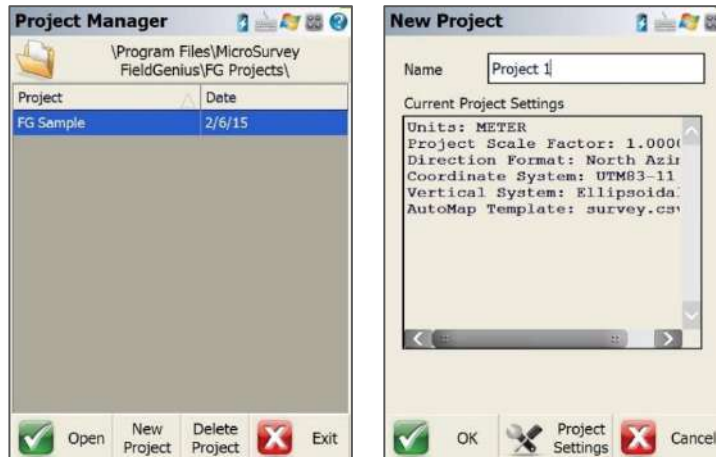 Project Manager
\Program Files\MicroSurvey
FieldGenius\FG Projects\
Project Date
FG Sample 2/6/15
Open New Project Delete Project Exit
New Project
Name Project 1
Current Project Settings
Units: METER
Project Scale Factor: 1.000
Direction Format: North Azi
Coordinate System: UTM83-11
Vertical System: Ellipsoida
AutoMap Template: survey.cs
OK Project Settings Cancel